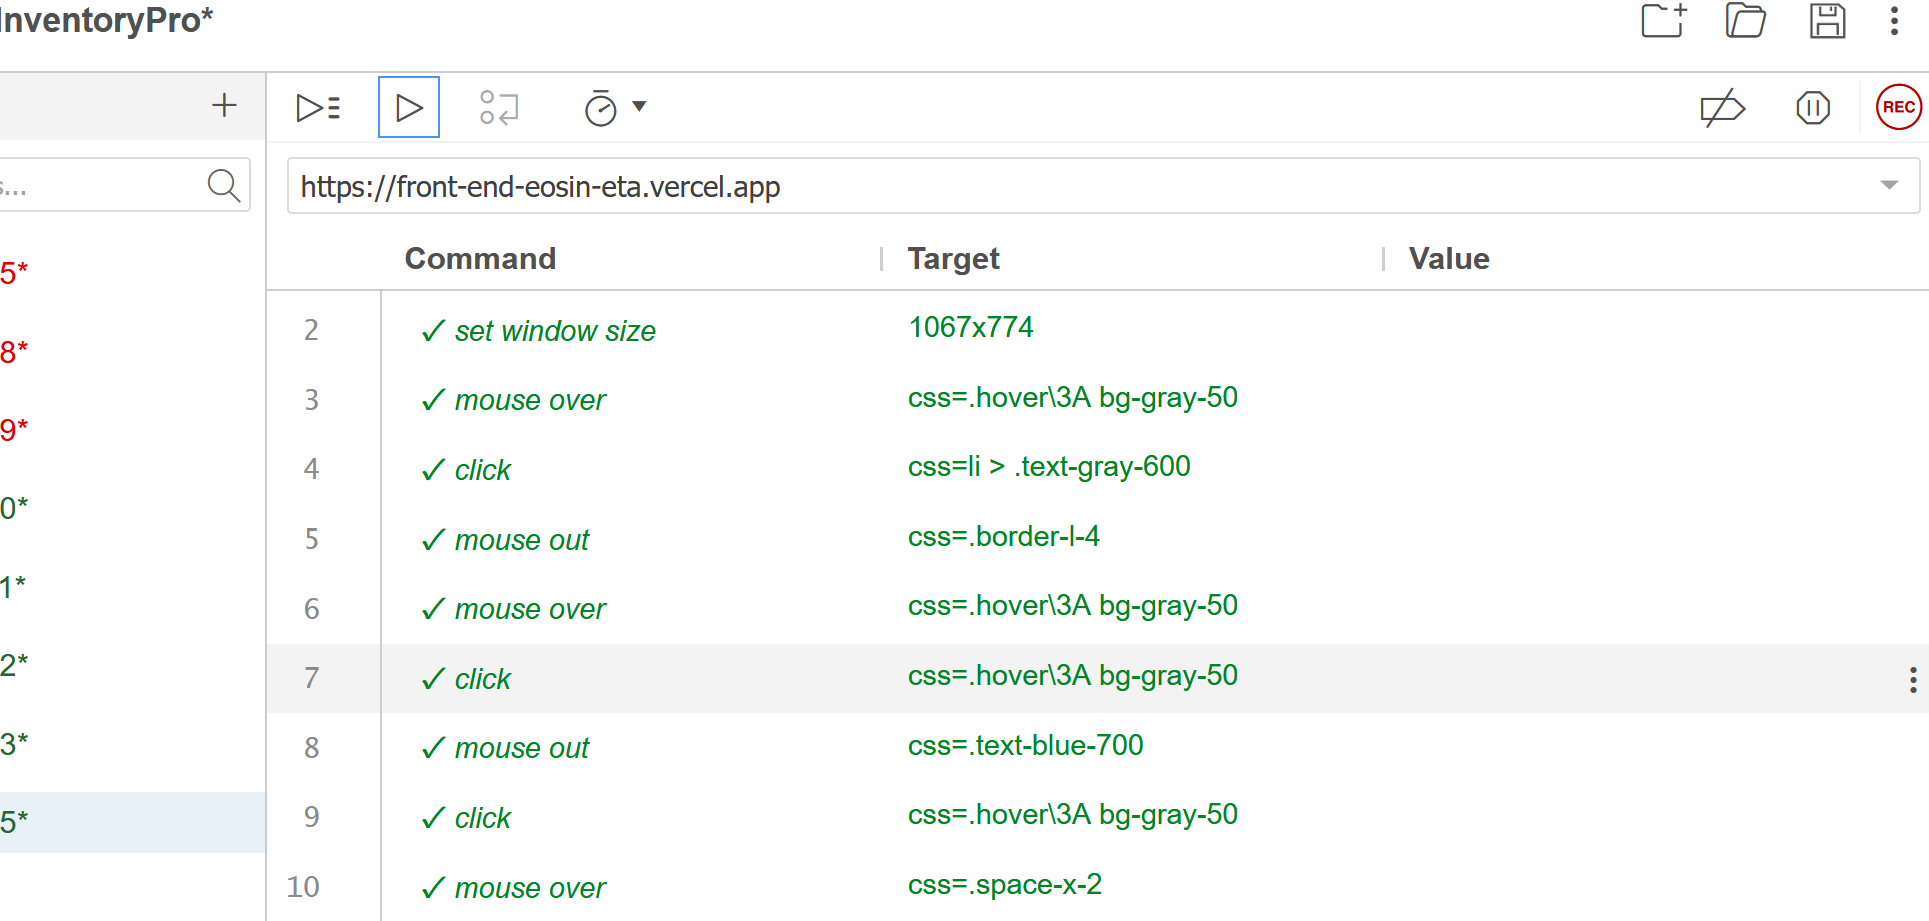 InventoryPro*
REC
s...
https://front-end-eosin-eta.vercel.app
Command Target Value
5*
8*
9*
0*
1*
2*
3*
5*
2 ✓ set window size 1067x774
3 ✓ mouse over css=.hover\3A bg-gray-50
4 ✓ click css=li > .text-gray-600
5 ✓ mouse out css=.border-l-4
6 ✓ mouse over css=.hover\3A bg-gray-50
7 ✓ click css=.hover\3A bg-gray-50
8 ✓ mouse out css=.text-blue-700
9 ✓ click css=.hover\3A bg-gray-50
10 ✓ mouse over css=.space-x-2